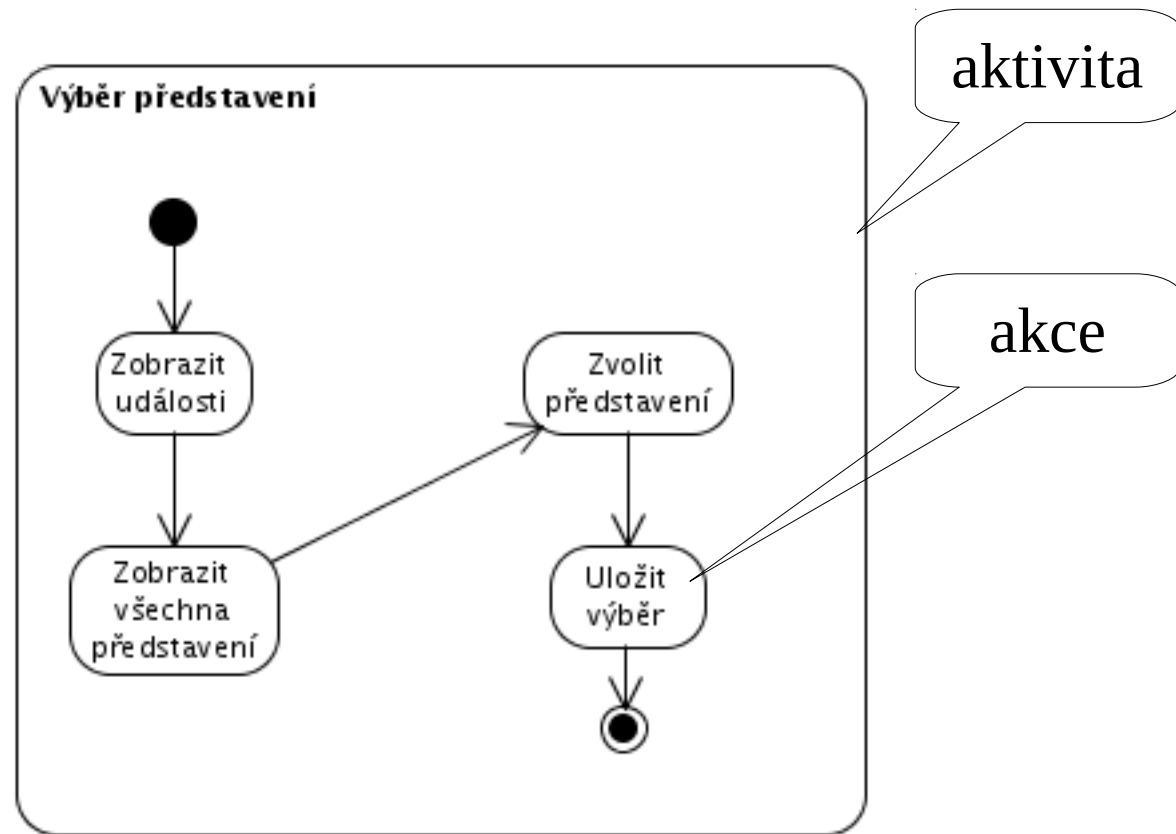 aktivita
Výběr představení
akce
Zobrazit
události
Zvolit
představení
Zobrazit
všechna
představení
Uložit
výběr